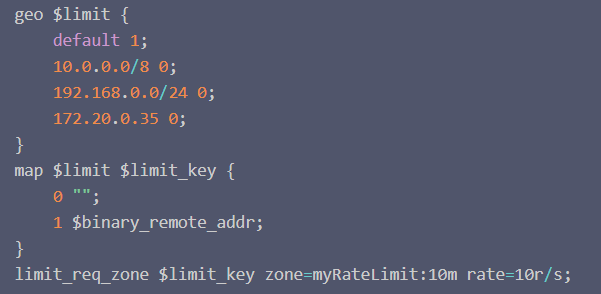 geo $limit {
    default 1;
    10.0.0.0/8 0;
    192.168.0.0/24 0;
    172.20.0.35 0;
}
map $limit $limit_key {
    0 "";
    1 $binary_remote_addr;
}
limit_req_zone $limit_key zone=myRateLimit:10m rate=10r/s;